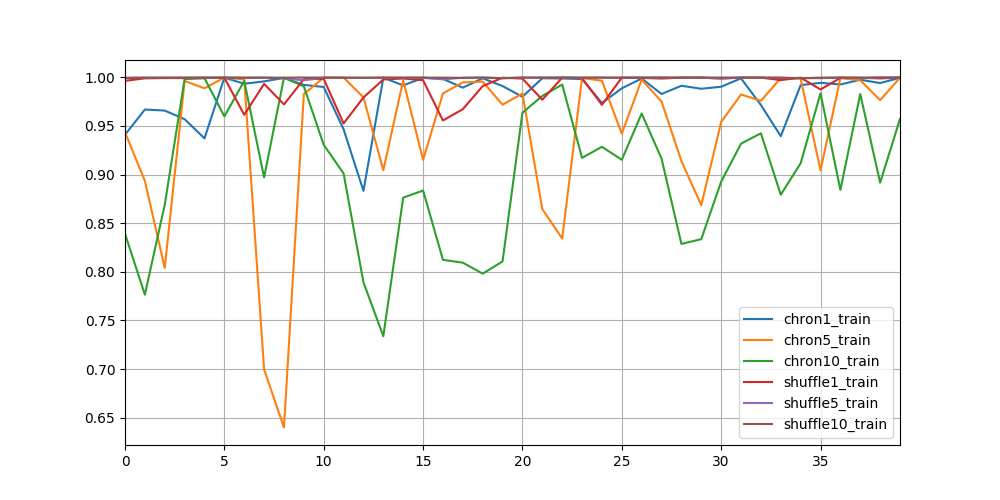 1.00
0.95
0.90
0.85
0.80
0.75
0.70
0.65
0 5 10 15 20 25 30 35
chron1_train
chron5_train
chron10_train
shuffle1_train
shuffle5_train
shuffle10_train